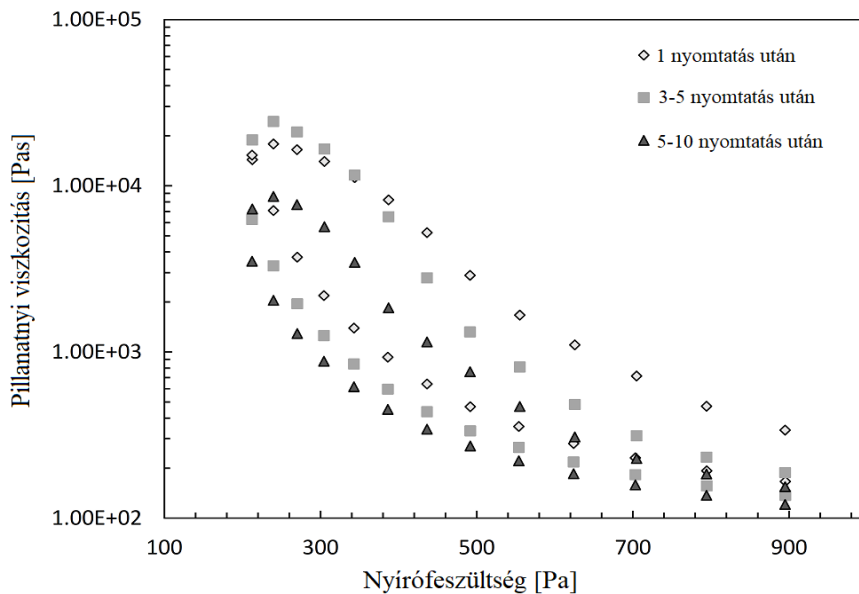 1.00E+05
1.00E+04
1.00E+03
1.00E+02
Pillanatnyi viszkozitás [Pas]
1 nyomtatás után
3-5 nyomtatás után
5-10 nyomtatás után
100 300 500 700 900
Nyírófeszültség [Pa]